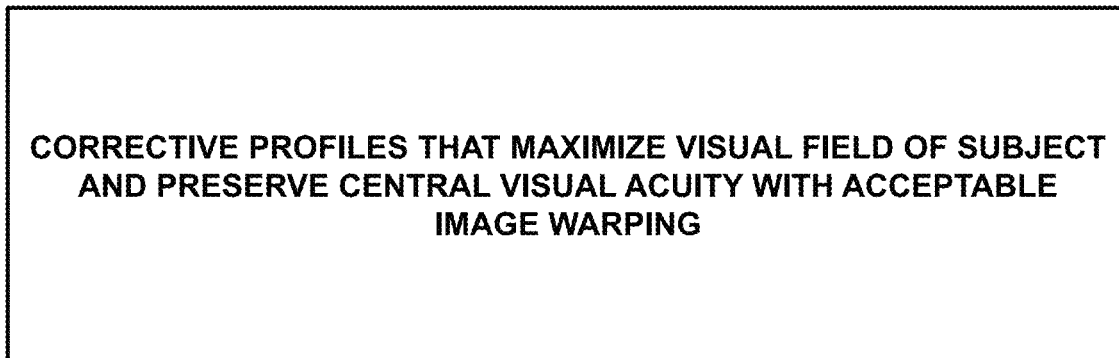 CORRECTIVE PROFILES THAT MAXIMIZE VISUAL FIELD OF SUBJECT
AND PRESERVE CENTRAL VISUAL ACUITY WITH ACCEPTABLE
IMAGE WARPING